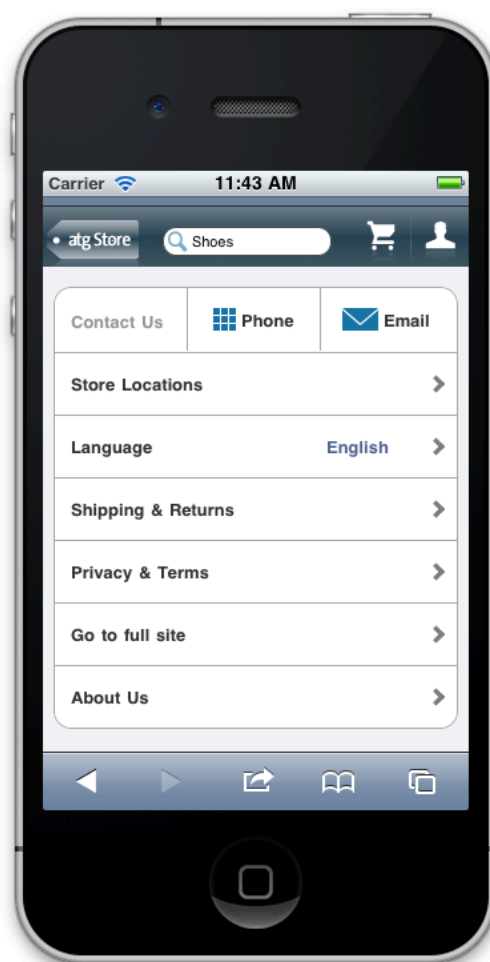 Carrier 11:43 AM
atg Store Shoes
Contact Us Phone Email
Store Locations
Language English
Shipping & Returns
Privacy & Terms
Go to full site
About Us